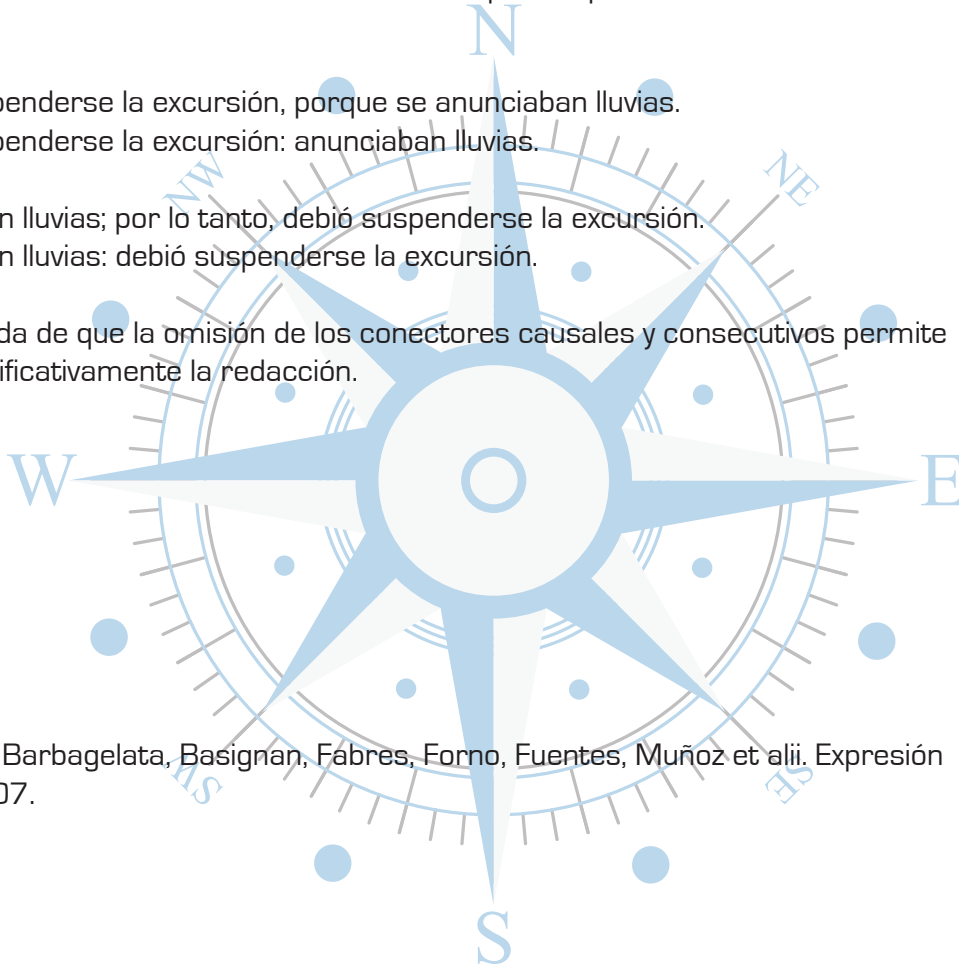 N
penderse la excursión, porque se anunciaban lluvias.
penderse la excursión: anunciaban lluvias.
NW
NE
n lluvias; por lo tanto, debió suspenderse la excursión.
n lluvias: debió suspenderse la excursión.
da de que la omisión de los conectores causales y consecutivos permite
ificativamente la redacción.
W
E
Barbagelata, Basignan, Fabres, Forno, Fuentes, Muñoz et alii. Expresión
07.
SW
SE
S